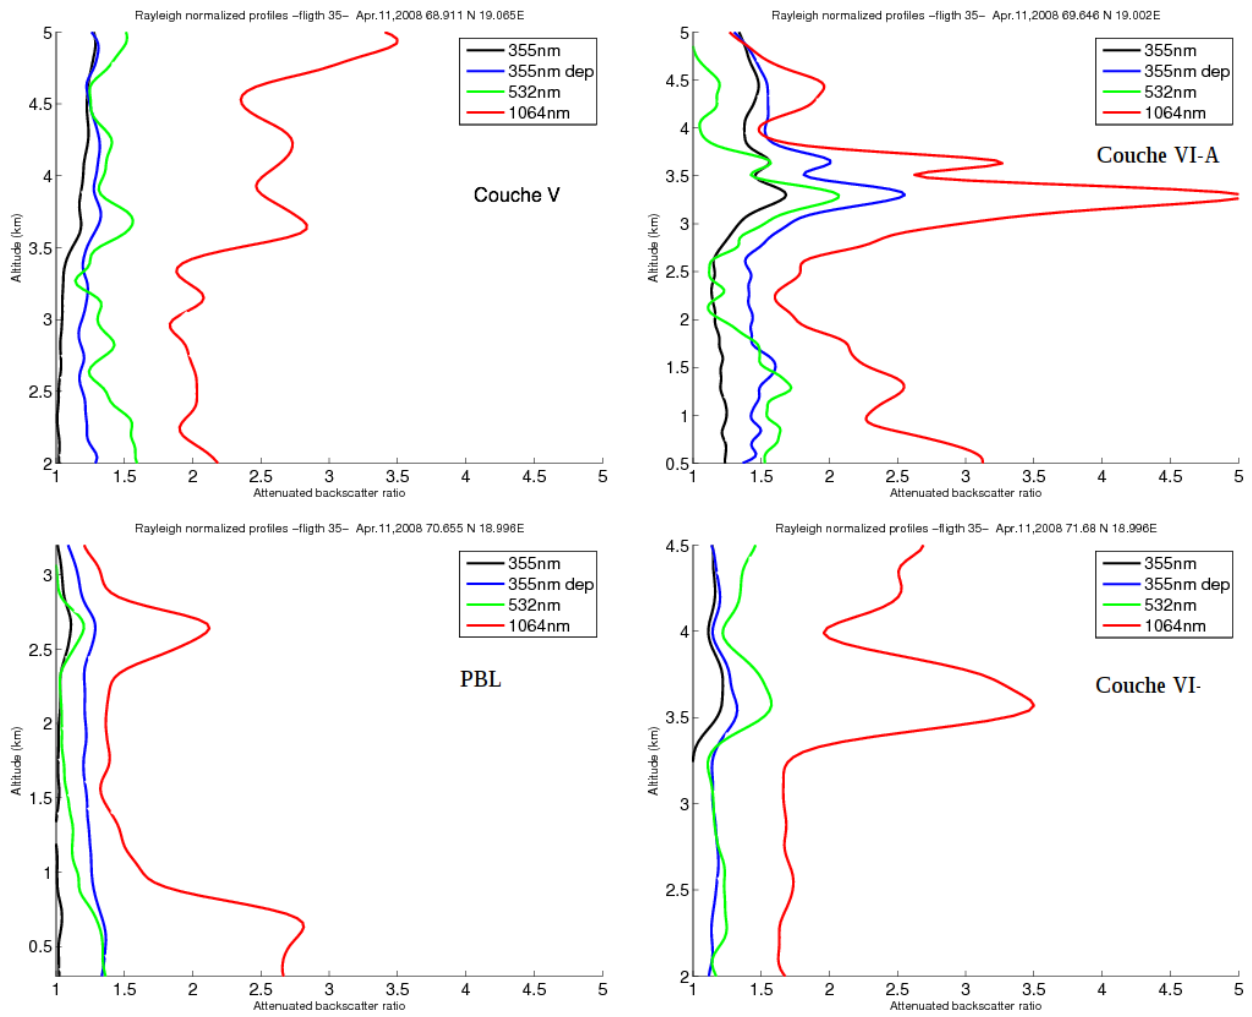 Rayleigh normalized profiles −fligth 35− Apr.11,2008 68.911 N 19.065E
5
4.5
4
3.5
3
2.5
2
Altitude (km)
355nm
355nm dep
532nm
1064nm
Couche V
1 1.5 2 2.5 3 3.5 4 4.5 5
Attenuated backscatter ratio
Rayleigh normalized profiles −fligth 35− Apr.11,2008 69.646 N 19.002E
5
4.5
4
3.5
3
2.5
2
1.5
1
0.5
Altitude (km)
355nm
355nm dep
532nm
1064nm
Couche VI-A
1 1.5 2 2.5 3 3.5 4 4.5 5
Attenuated backscatter ratio
Rayleigh normalized profiles −fligth 35− Apr.11,2008 70.655 N 18.996E
3
2.5
2
1.5
1
0.5
Altitude (km)
355nm
355nm dep
532nm
1064nm
PBL
1 1.5 2 2.5 3 3.5 4 4.5 5
Attenuated backscatter ratio
Rayleigh normalized profiles −fligth 35− Apr.11,2008 71.68 N 18.996E
4.5
4
3.5
3
2.5
2
Altitude (km)
355nm
355nm dep
532nm
1064nm
Couche VI-
1 1.5 2 2.5 3 3.5 4 4.5 5
Attenuated backscatter ratio